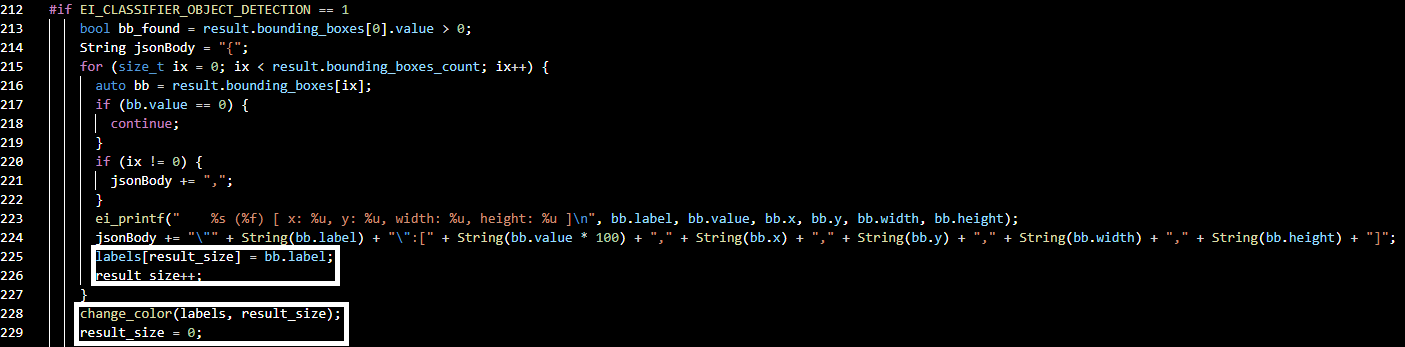 212 #if EI_CLASSIFIER_OBJECT_DETECTION == 1
213 bool bb_found = result.bounding_boxes[0].value > 0;
214 String jsonBody = "{";
215 for (size_t ix = 0; ix < result.bounding_boxes_count; ix++) {
216 auto bb = result.bounding_boxes[ix];
217 if (bb.value == 0) {
218 continue;
219 }
220 if (ix != 0) {
221 jsonBody += ",";
222 }
223 ei_printf("    %s (%f) [ x: %u, y: %u, width: %u, height: %u ]\n", bb.label, bb.value, bb.x, bb.y, bb.width, bb.height);
224 jsonBody += "\"" + String(bb.label) + "\":[" + String(bb.value * 100) + "," + String(bb.x) + "," + String(bb.y) + "," + String(bb.width) + "," + String(bb.height) + "]";
225 labels[result_size] = bb.label;
226 result_size++;
227 }
228 change_color(labels, result_size);
229 result_size = 0;